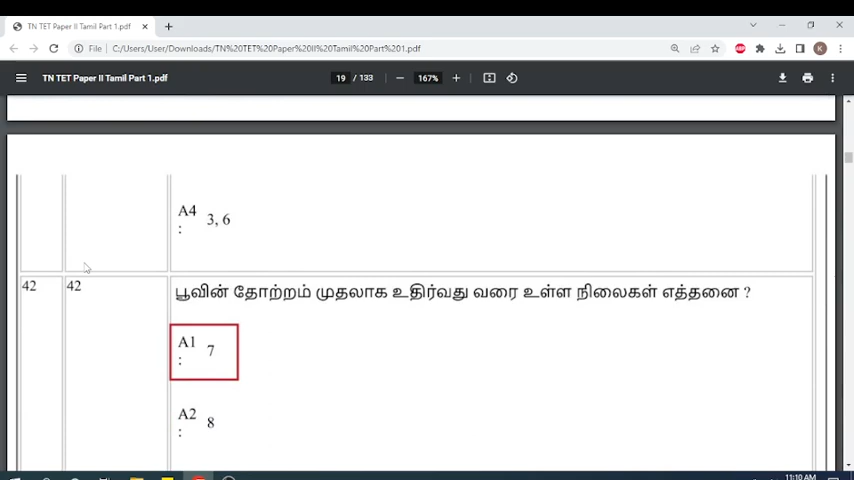 TN TET Paper II Tamil Part 1.pdf
File C:/Users/User/Downloads/TN%20TET%20Paper%20II%20Tamil%20Part%201.pdf
ABP K
TN TET Paper II Tamil Part 1.pdf 19 / 133 167%
A4 : 3, 6
42 42 பூவின் தோற்றம் முதலாக உதிர்வது வரை உள்ள நிலைகள் எத்தனை ?
A1 : 7
A2 : 8
11:10 AM